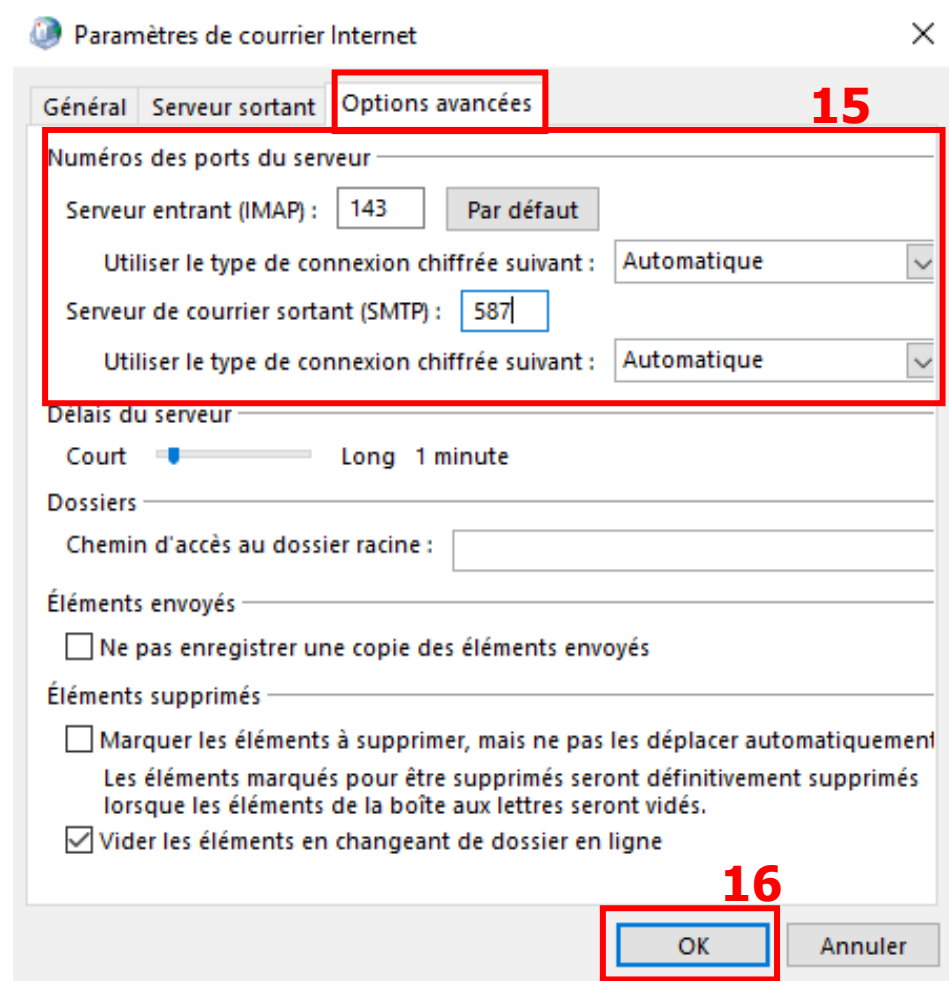 Paramètres de courrier Internet
Général Serveur sortant Options avancées
15
Numéros des ports du serveur
Serveur entrant (IMAP) : 143 Par défaut
Utiliser le type de connexion chiffrée suivant : Automatique
Serveur de courrier sortant (SMTP) : 587
Utiliser le type de connexion chiffrée suivant : Automatique
Délais du serveur
Court Long 1 minute
Dossiers
Chemin d'accès au dossier racine :
Éléments envoyés
Ne pas enregistrer une copie des éléments envoyés
Éléments supprimés
Marquer les éléments à supprimer, mais ne pas les déplacer automatiquement
Les éléments marqués pour être supprimés seront définitivement supprimés
lorsque les éléments de la boîte aux lettres seront vidés.
Vider les éléments en changeant de dossier en ligne
16
OK Annuler